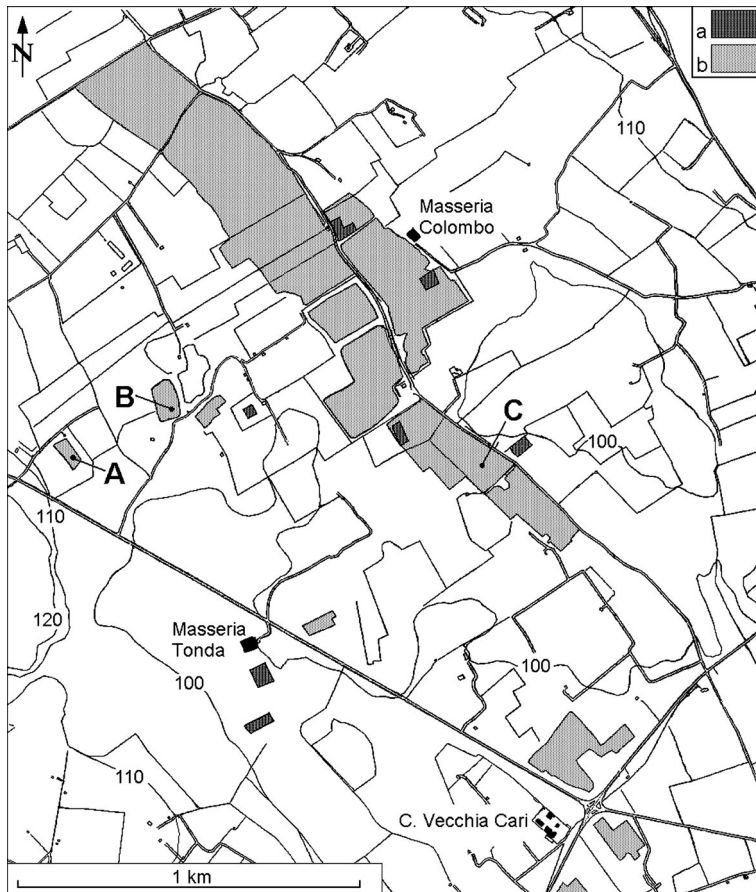 N
a
b
110
Masseria
Colombo
B
C
100
A
110
120
Masseria
Tonda
100
100
110
C. Vecchia Cari
1 km